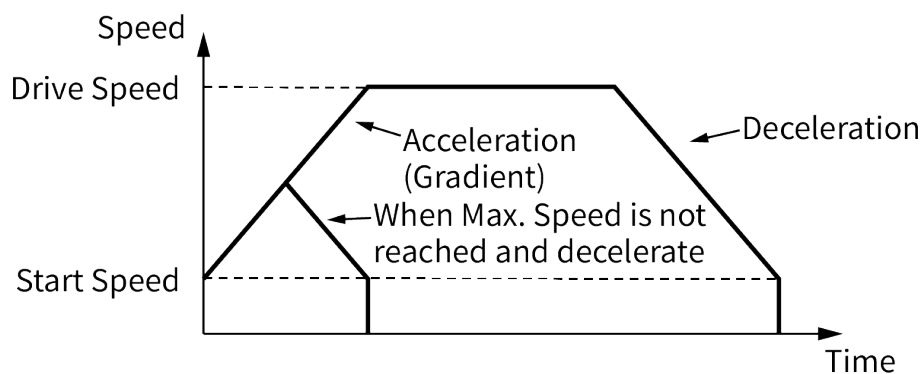 Speed
Drive Speed
Acceleration
(Gradient)
Deceleration
When Max. Speed is not
reached and decelerate
Start Speed
Time